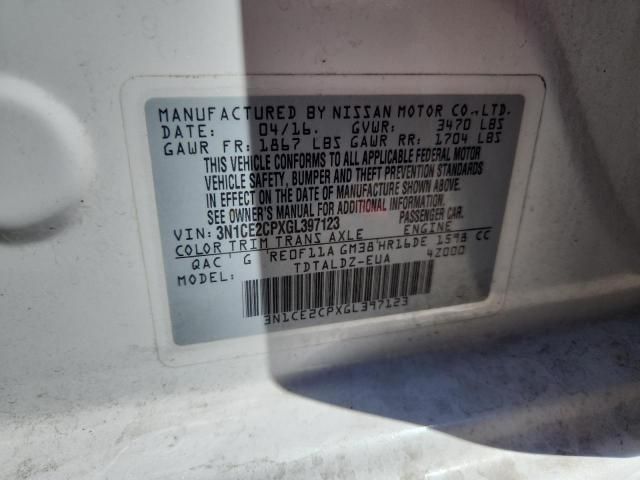 MANUFACTURED BY NISSAN MOTOR CO.,LTD.
DATE: 04/16. GVWR: 3470 LBS
GAWR FR: 1867 LBS GAWR RR: 1704 LBS
THIS VEHICLE CONFORMS TO ALL APPLICABLE FEDERAL MOTOR
VEHICLE SAFETY, BUMPER AND THEFT PREVENTION STANDARDS
IN EFFECT ON THE DATE OF MANUFACTURE SHOWN ABOVE.
SEE OWNER'S MANUAL FOR ADDITIONAL INFORMATION.
VIN: 3N1CE2CPXGL397123 PASSENGER CAR.
COLOR TRIM TRANS AXLE ENGINE
QAC G RE0F11A GM38 HR16DE 1598 CC
MODEL: TDTALDZ-EUA 4Z000
3N1CE2CPXGL397123